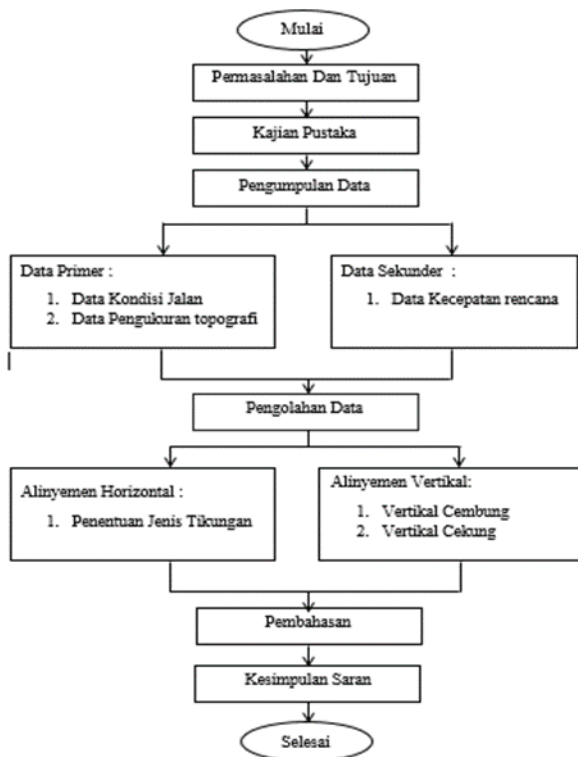 Mulai
Permasalahan Dan Tujuan
Kajian Pustaka
Pengumpulan Data
Data Primer :
1. Data Kondisi Jalan
2. Data Pengukuran topografi
Data Sekunder :
1. Data Kecepatan rencana
Pengolahan Data
Alinyemen Horizontal :
1. Penentuan Jenis Tikungan
Alinyemen Vertikal:
1. Vertikal Cembung
2. Vertikal Cekung
Pembahasan
Kesimpulan Saran
Selesai